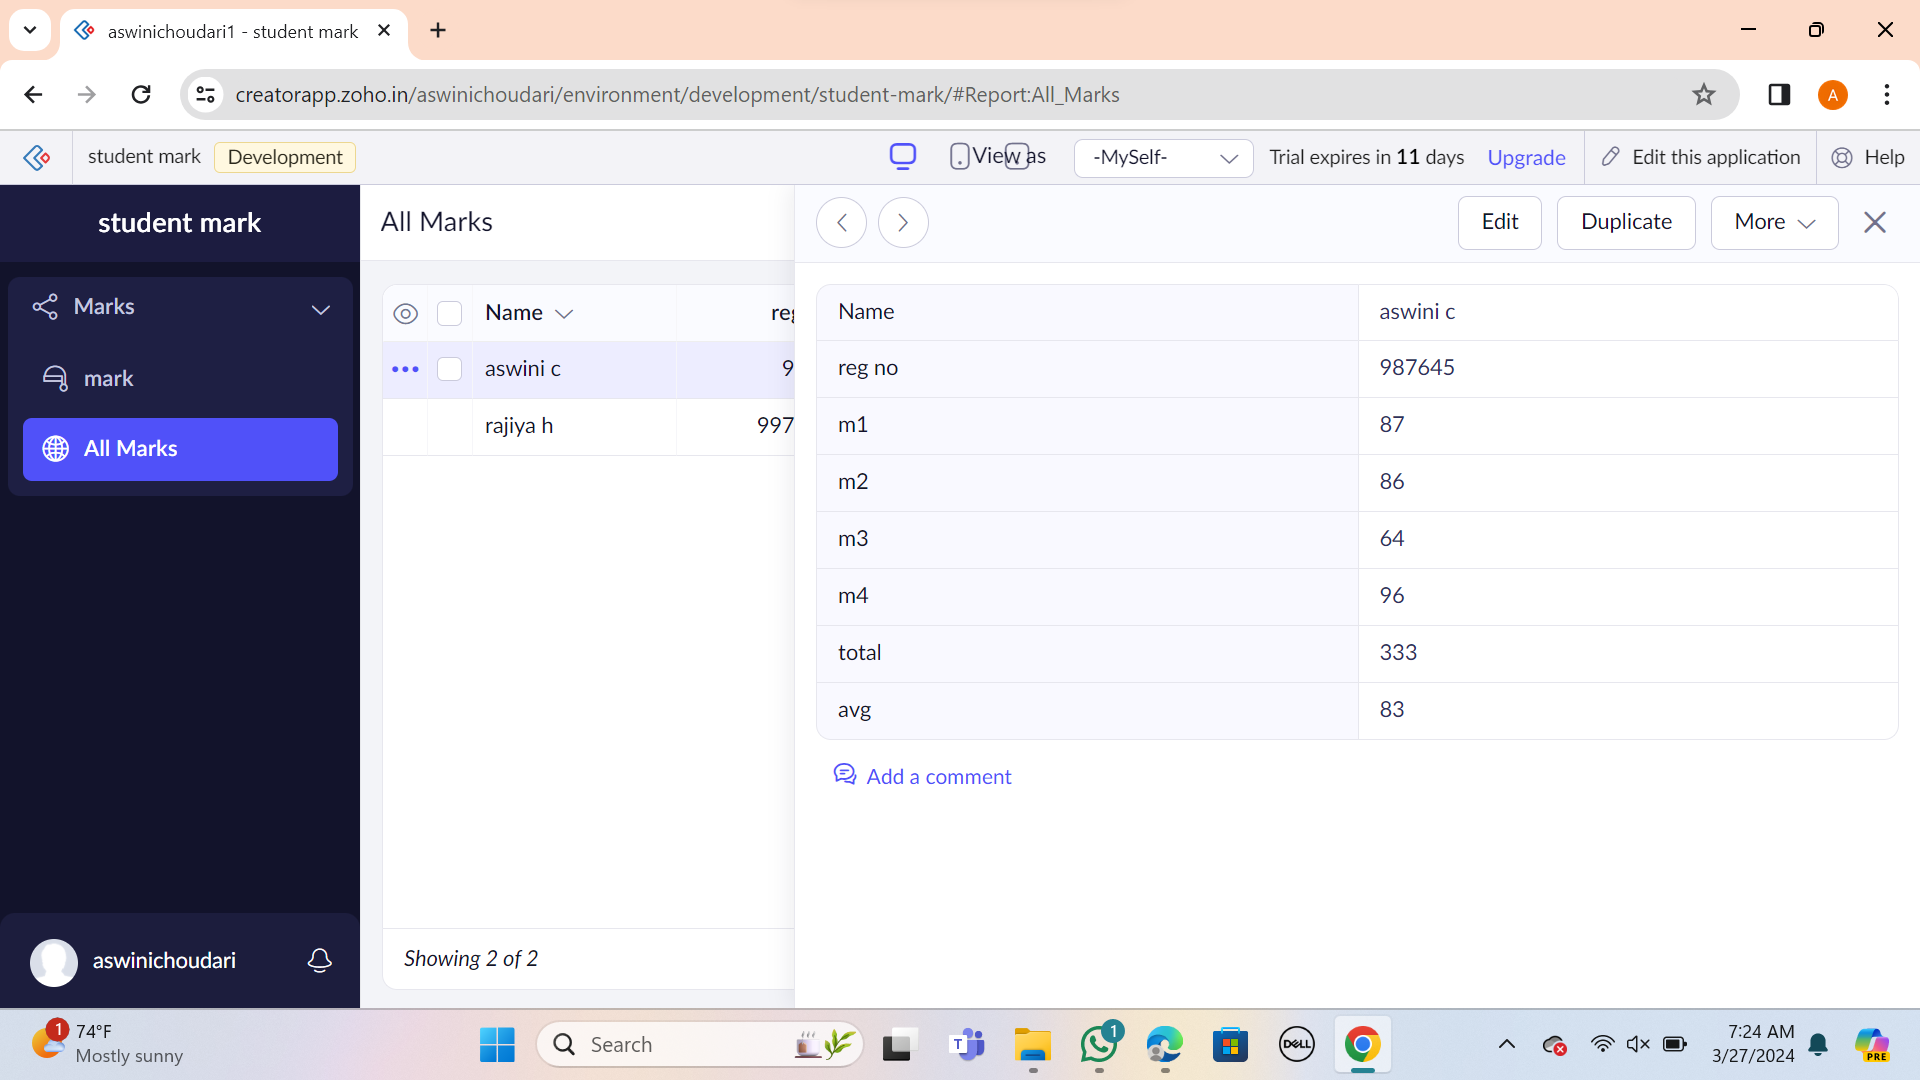 aswinichoudari1 - student mark
creatorapp.zoho.in/aswinichoudari/environment/development/student-mark/#Report:All_Marks
A
student mark Development View as -MySelf- Trial expires in 11 days Upgrade Edit this application Help
student mark
Marks
mark
All Marks
aswinichoudari
All Marks
Name
aswini c 9
rajiya h 997
Showing 2 of 2
Edit Duplicate More
Name aswini c
reg no 987645
m1 87
m2 86
m3 64
m4 96
total 333
avg 83
Add a comment
1
74°F
Mostly sunny
Search
T
1
DELL
7:24 AM
3/27/2024
PRE